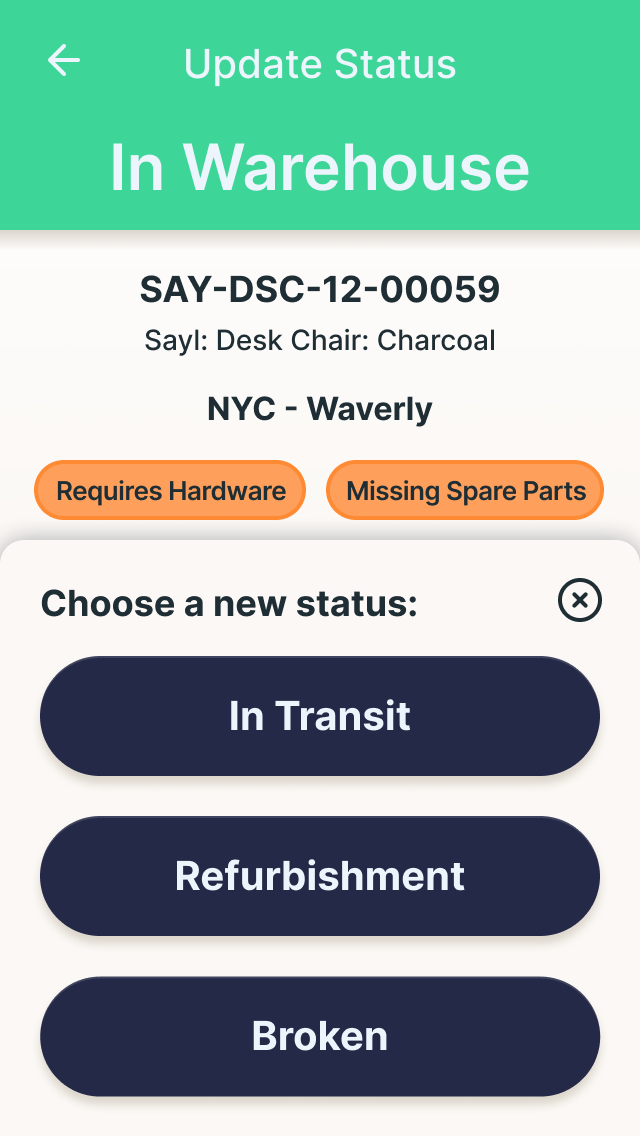 Update Status
In Warehouse
SAY-DSC-12-00059
Sayl: Desk Chair: Charcoal
NYC - Waverly
Requires Hardware
Missing Spare Parts
Choose a new status:
In Transit
Refurbishment
Broken